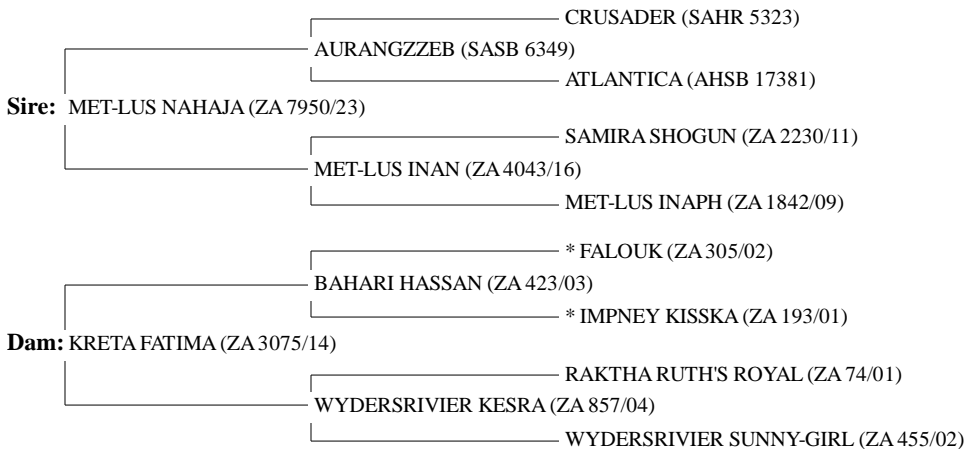 CRUSADER (SAHR 5323)
AURANGZZEB (SASB 6349)
ATLANTICA (AHSB 17381)
Sire: MET-LUS NAHAJA (ZA 7950/23)
SAMIRA SHOGUN (ZA 2230/11)
MET-LUS INAN (ZA 4043/16)
MET-LUS INAPH (ZA 1842/09)
* FALOUK (ZA 305/02)
BAHARI HASSAN (ZA 423/03)
* IMPNEY KISSKA (ZA 193/01)
Dam: KRETA FATIMA (ZA 3075/14)
RAKTHA RUTH'S ROYAL (ZA 74/01)
WYDERSRIVIER KESRA (ZA 857/04)
WYDERSRIVIER SUNNY-GIRL (ZA 455/02)